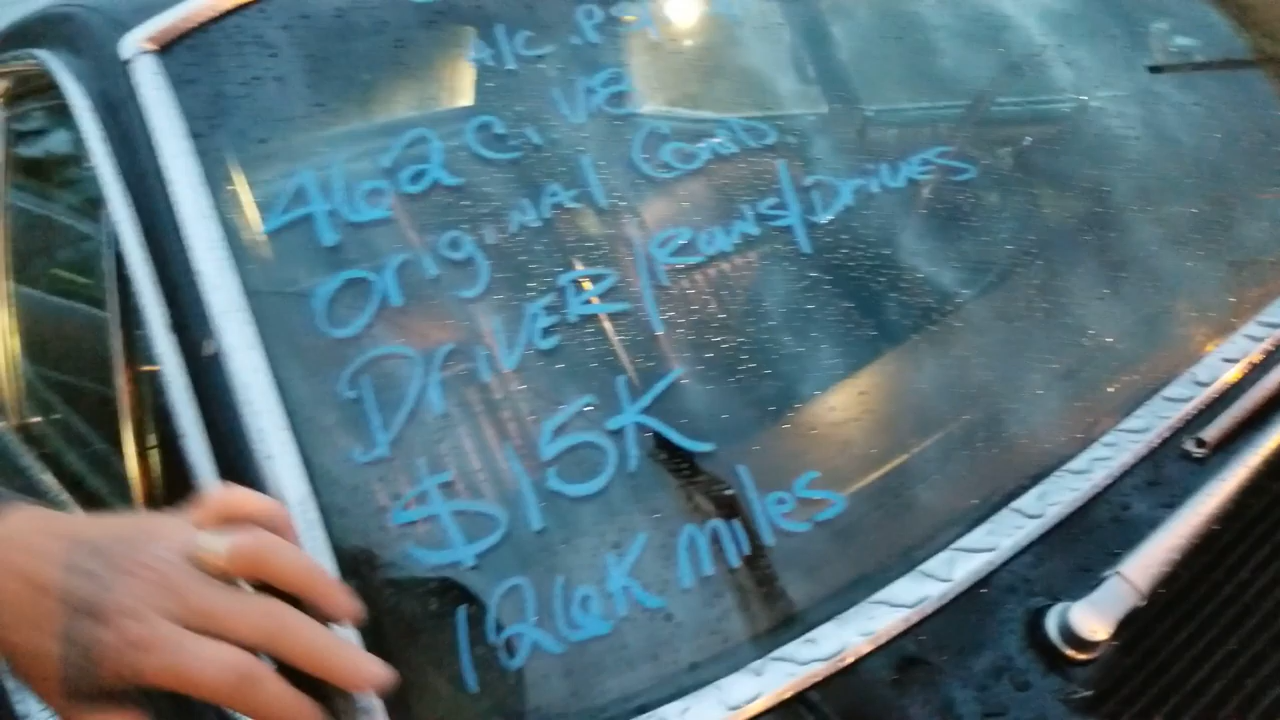 A/C
462 C.I V8
OrigiNAl Cond.
DriVER/RUNS/DriVES
$15K
126K miles